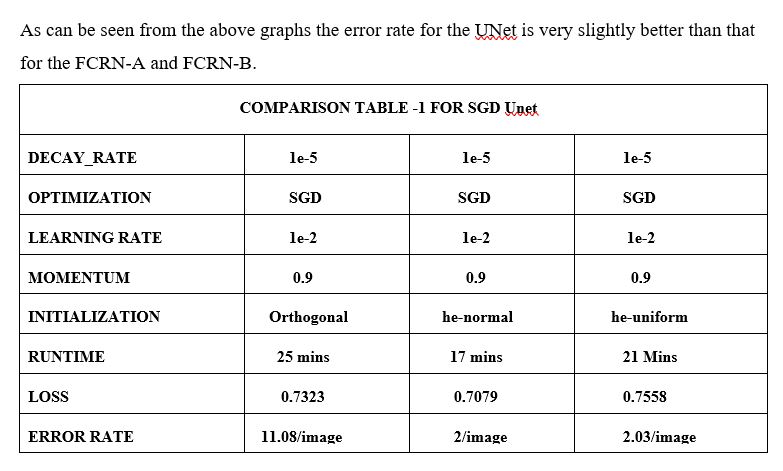 As can be seen from the above graphs the error rate for the UNet is very slightly better than that
for the FCRN-A and FCRN-B.
COMPARISON TABLE -1 FOR SGD Unet
DECAY_RATE 1e-5 1e-5 1e-5
OPTIMIZATION SGD SGD SGD
LEARNING RATE 1e-2 1e-2 1e-2
MOMENTUM 0.9 0.9 0.9
INITIALIZATION Orthogonal he-normal he-uniform
RUNTIME 25 mins 17 mins 21 Mins
LOSS 0.7323 0.7079 0.7558
ERROR RATE 11.08/image 2/image 2.03/image